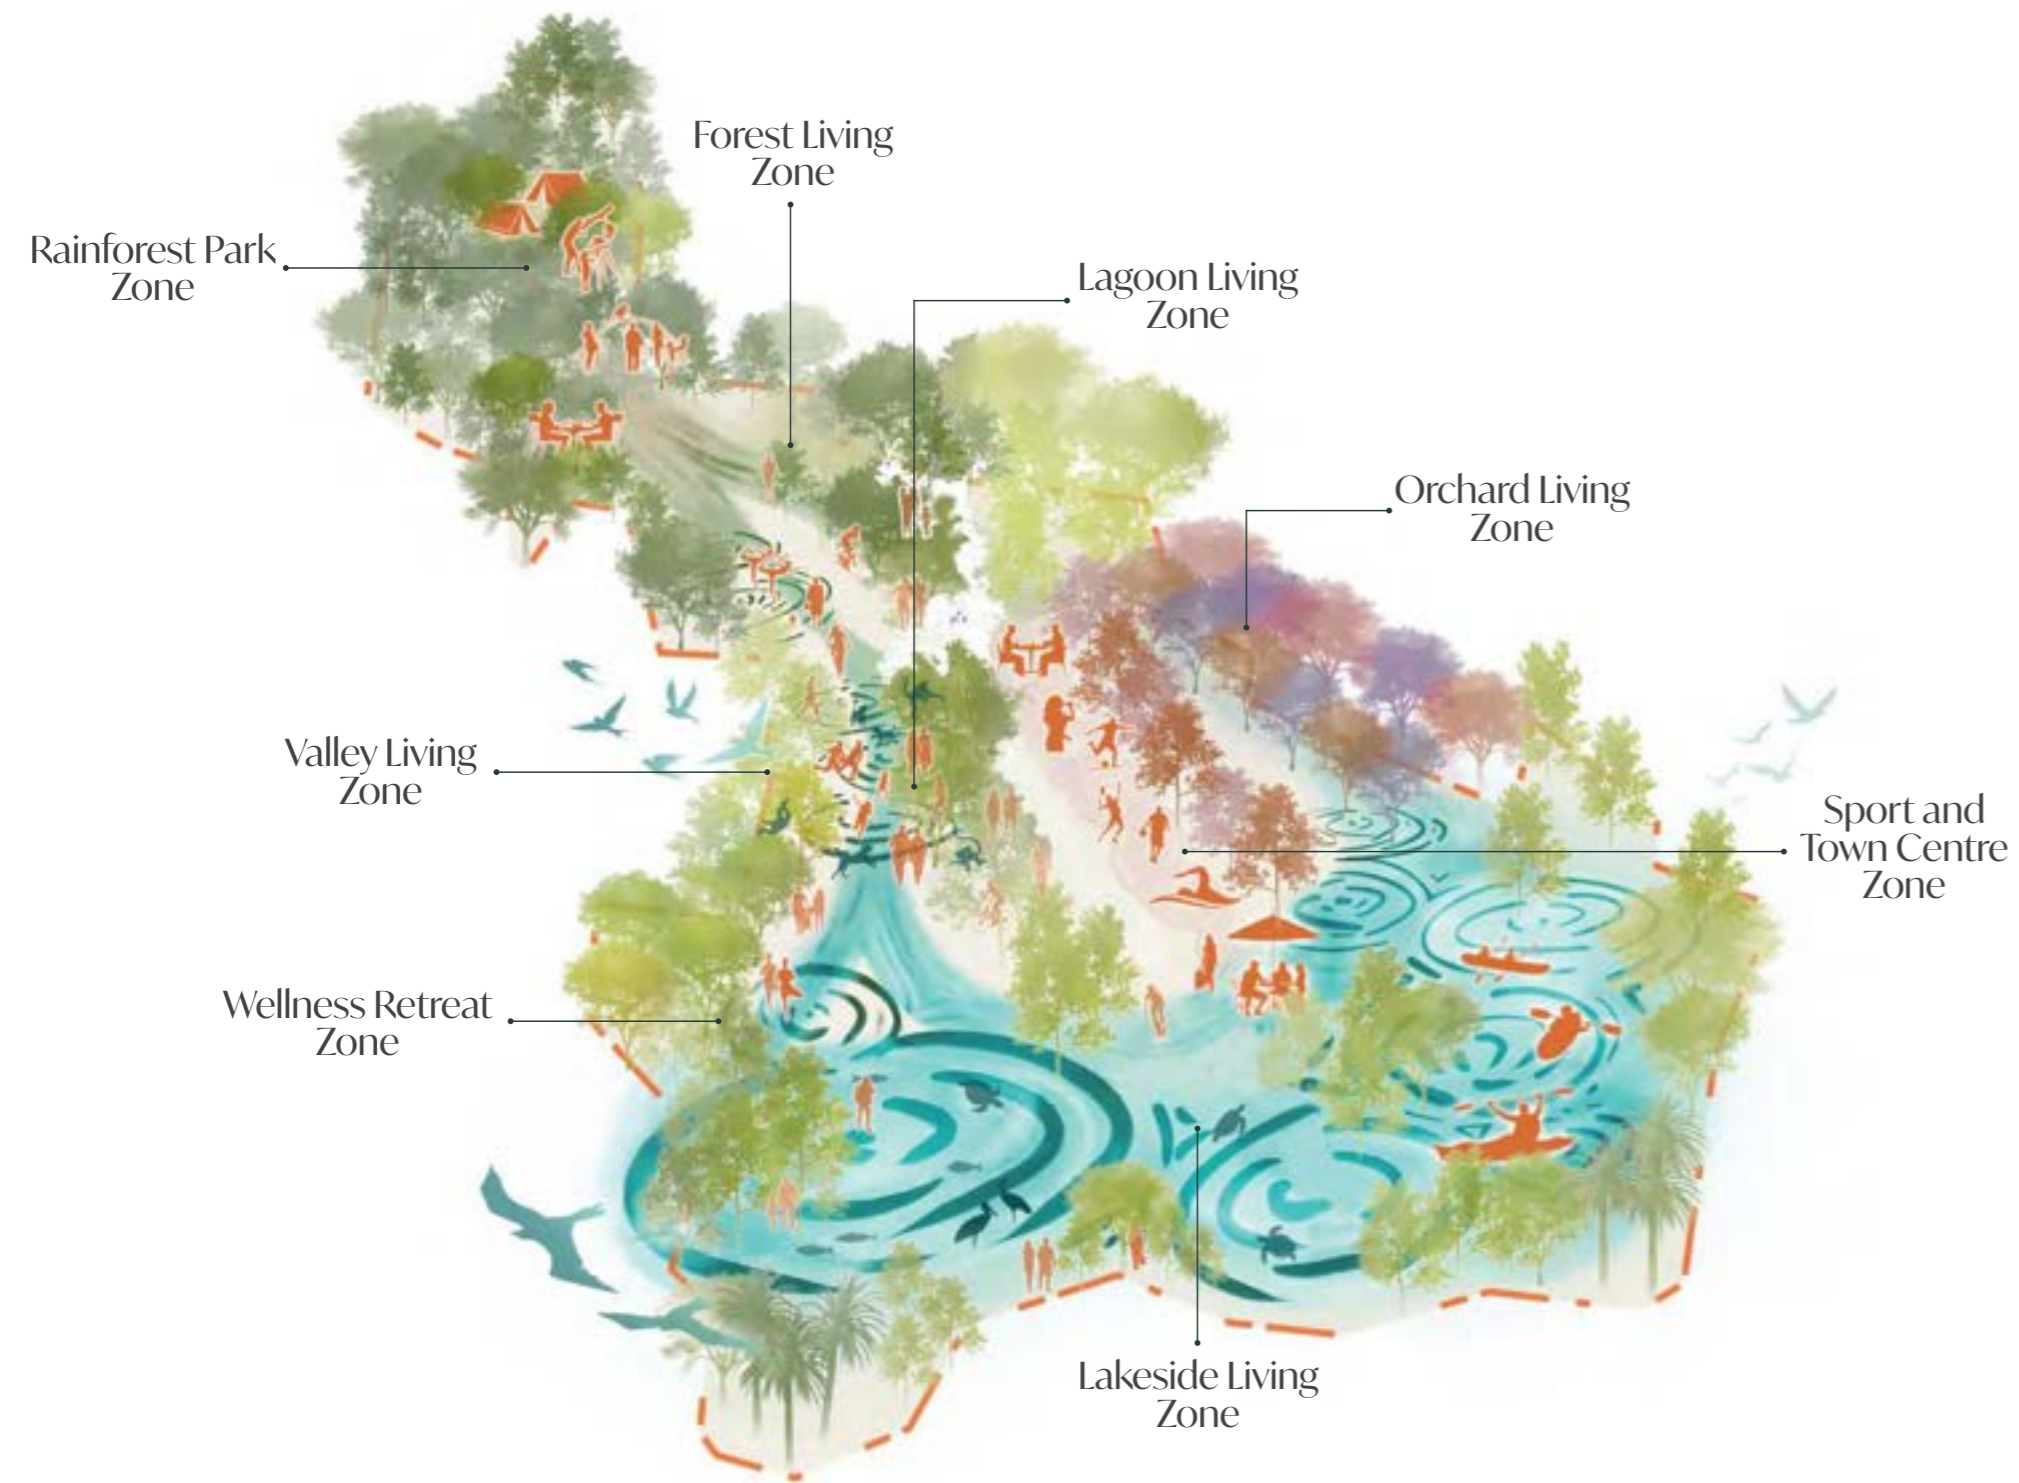 Forest Living
Zone
Rainforest Park
Zone
Lagoon Living
Zone
Orchard Living
Zone
Valley Living
Zone
Sport and
Town Centre
Zone
Wellness Retreat
Zone
Lakeside Living
Zone